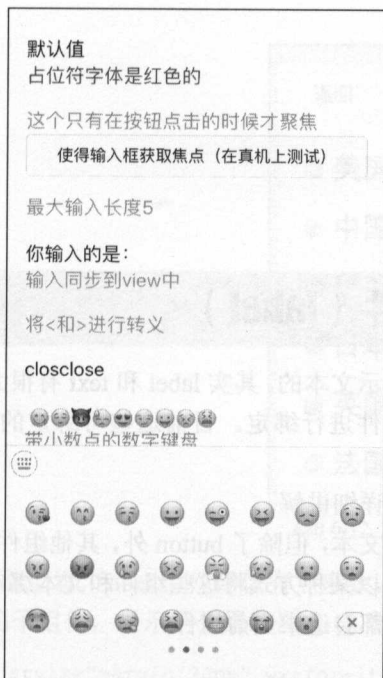 默认值
占位符字体是红色的
这个只有在按钮点击的时候才聚焦
使得输入框获取焦点（在真机上测试）
最大输入长度5
你输入的是：
输入同步到view中
将<和>进行转义
closclose
带小数点的数字键盘